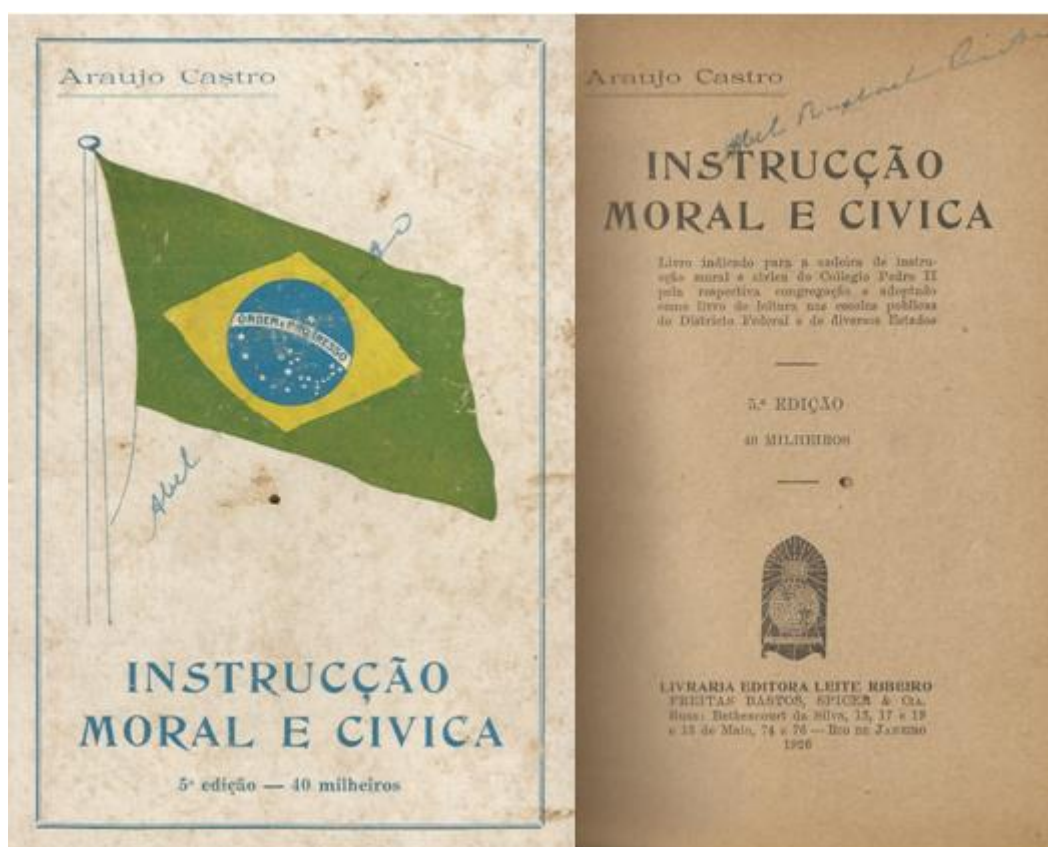 Araujo Castro
ORDEM E PROGRESSO
Abel
INSTRUCÇÃO
MORAL E CIVICA
5ª edição — 40 milheiros
Araujo Castro
Abel
INSTRUCÇÃO
MORAL E CIVICA
Livro indicado para a cadeira de instru-
cção moral e civica do Collegio Pedro II
pela respectiva congregação e adoptado
como livro de leitura nas escolas publicas
do Districto Federal e de diversos Estados
5.ª EDIÇÃO
40 MILHEIROS
LIVRARIA EDITORA LEITE RIBEIRO
FREITAS BASTOS, SPICER & Cia.
Ruas: Bethencourt da Silva, 15, 17 e 19
e 13 de Maio, 74 e 76 — Rio de Janeiro
1926